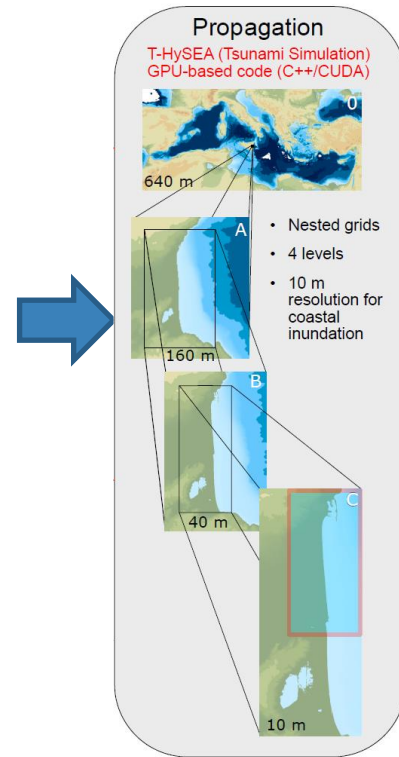 Propagation
T-HySEA (Tsunami Simulation)
GPU-based code (C++/CUDA)
0
640 m
A
160 m
• Nested grids
• 4 levels
• 10 m
resolution for
coastal
inundation
B
40 m
C
10 m